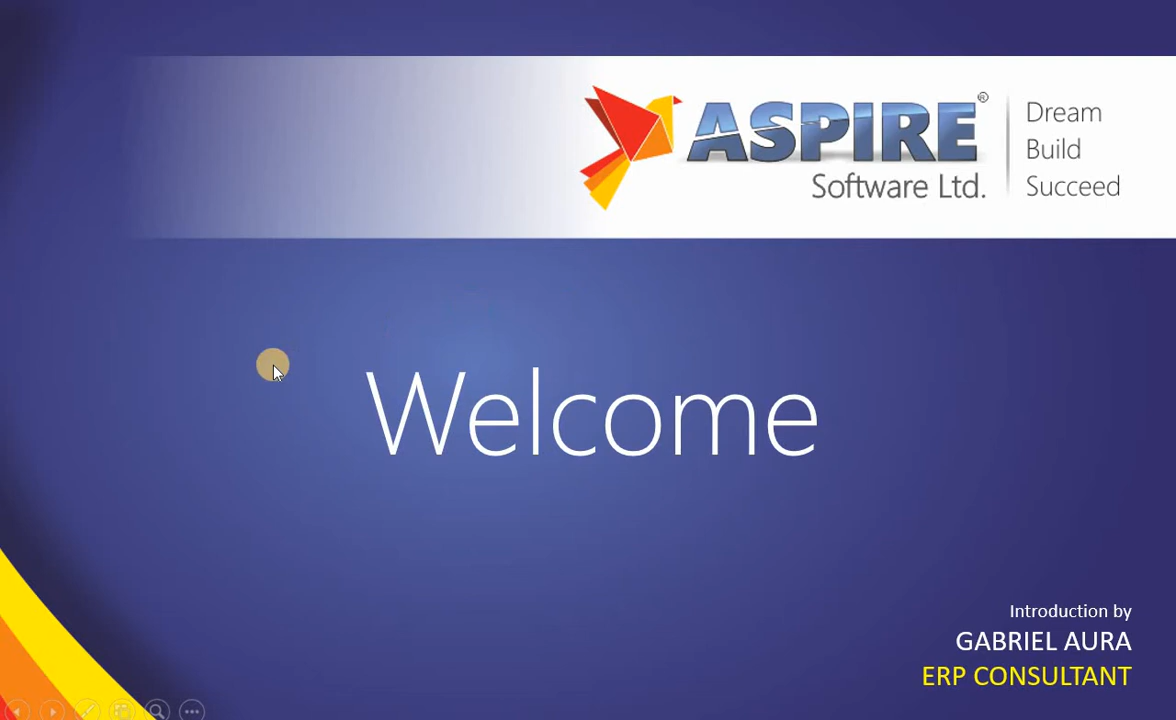 ASPIRE®
Software Ltd.
Dream
Build
Succeed
Welcome
Introduction by
GABRIEL AURA
ERP CONSULTANT